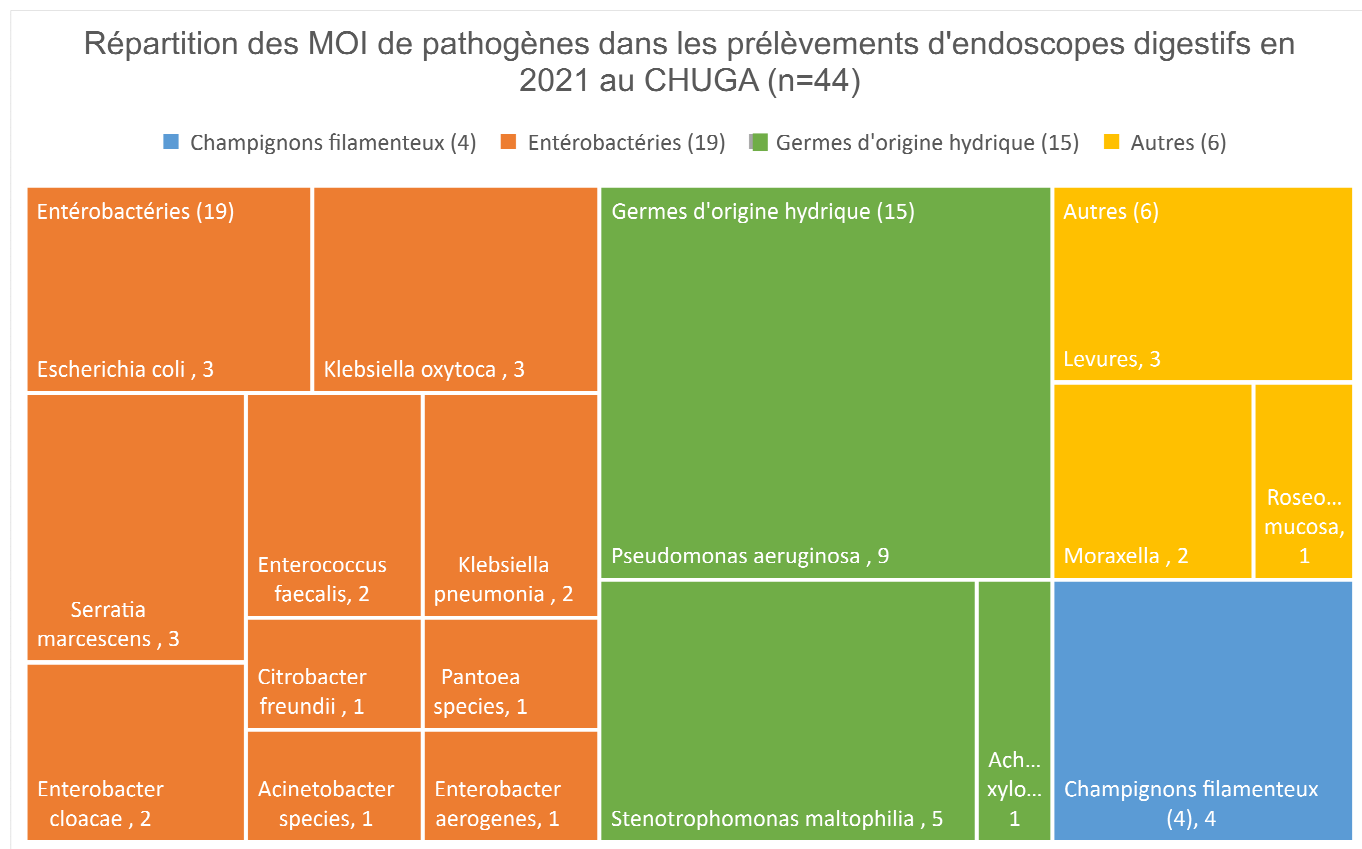 Répartition des MOI de pathogènes dans les prélèvements d'endoscopes digestifs en
2021 au CHUGA (n=44)
Champignons filamenteux (4) Entérobactéries (19) Germes d'origine hydrique (15) Autres (6)
Entérobactéries (19)
Escherichia coli , 3
Klebsiella oxytoca , 3
Serratia
marcescens , 3
Enterococcus
faecalis, 2
Klebsiella
pneumonia , 2
Enterobacter
cloacae , 2
Citrobacter
freundii , 1
Pantoea
species, 1
Acinetobacter
species, 1
Enterobacter
aerogenes, 1
Germes d'origine hydrique (15)
Pseudomonas aeruginosa , 9
Stenotrophomonas maltophilia , 5
Ach...
xylo...
1
Autres (6)
Levures, 3
Moraxella , 2
Roseo...
mucosa,
1
Champignons filamenteux
(4), 4